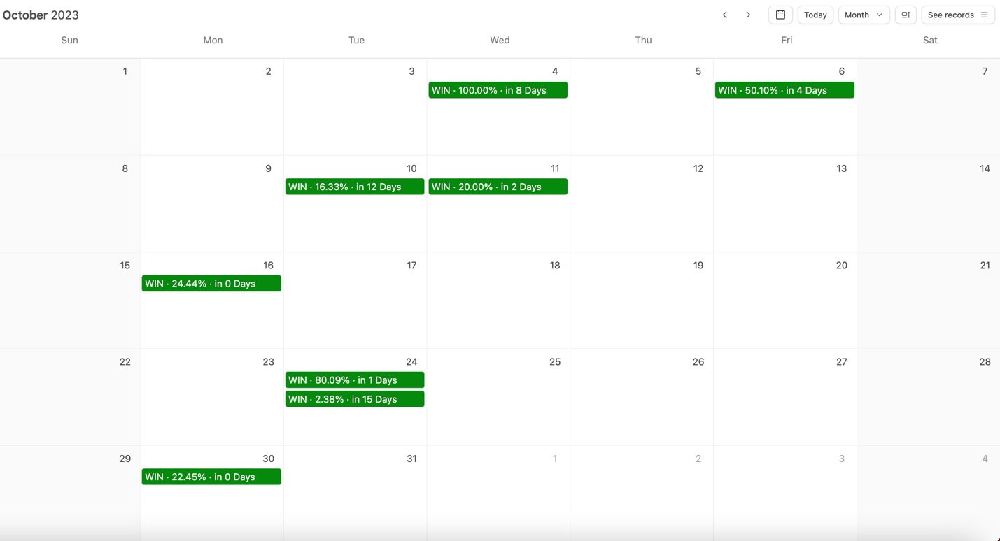 October 2023
Today
Month
See records
Sun Mon Tue Wed Thu Fri Sat
1 2 3 4 5 6 7
WIN · 100.00% · in 8 Days
WIN · 50.10% · in 4 Days
8 9 10 11 12 13 14
WIN · 16.33% · in 12 Days
WIN · 20.00% · in 2 Days
15 16 17 18 19 20 21
WIN · 24.44% · in 0 Days
22 23 24 25 26 27 28
WIN · 80.09% · in 1 Days
WIN · 2.38% · in 15 Days
29 30 31 1 2 3 4
WIN · 22.45% · in 0 Days